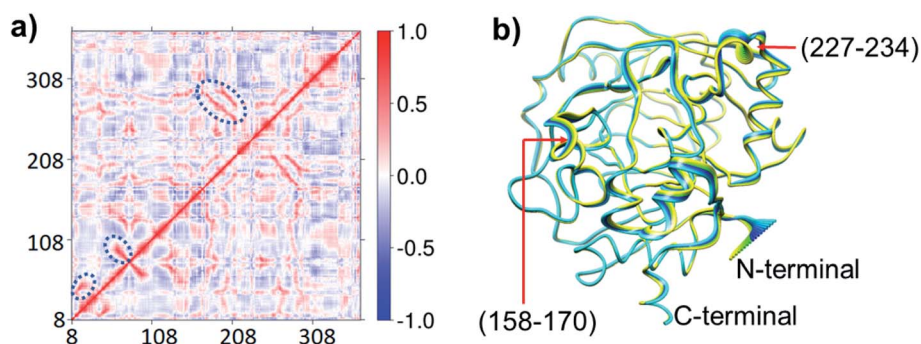 a)
308
208
108
8
8 108 208 308
1.0
0.5
0.0
-0.5
-1.0
b)
(227-234)
N-terminal
C-terminal
(158-170)